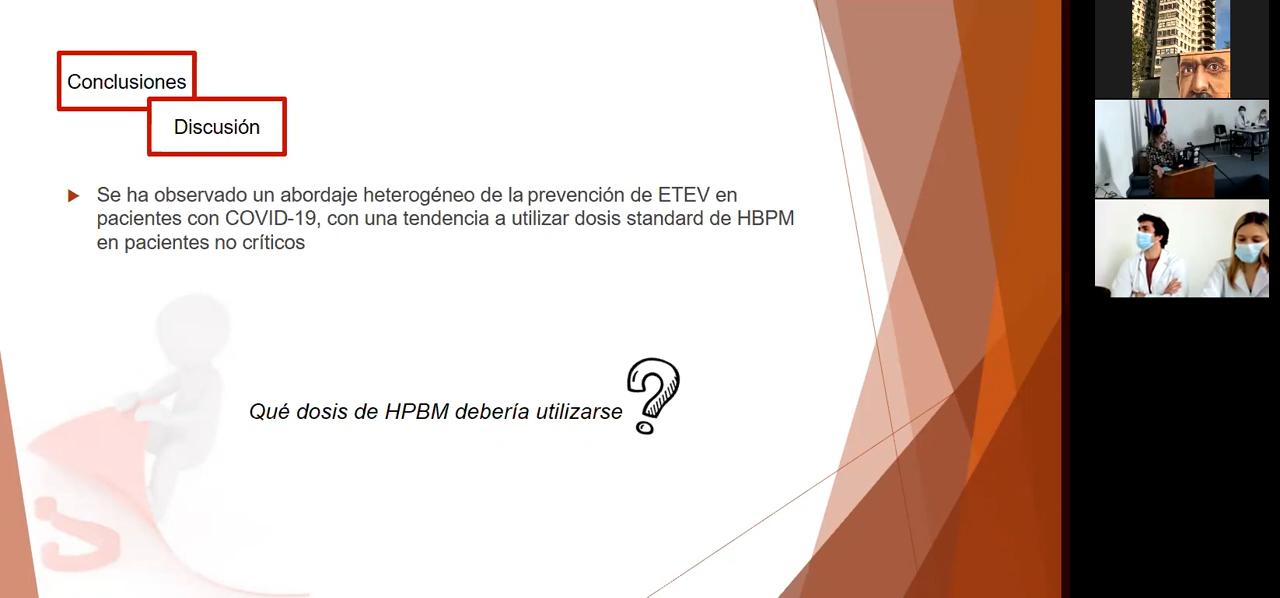 Conclusiones
Discusión
Se ha observado un abordaje heterogéneo de la prevención de ETEV en
pacientes con COVID-19, con una tendencia a utilizar dosis standard de HBPM
en pacientes no críticos
Qué dosis de HPBM debería utilizarse ?